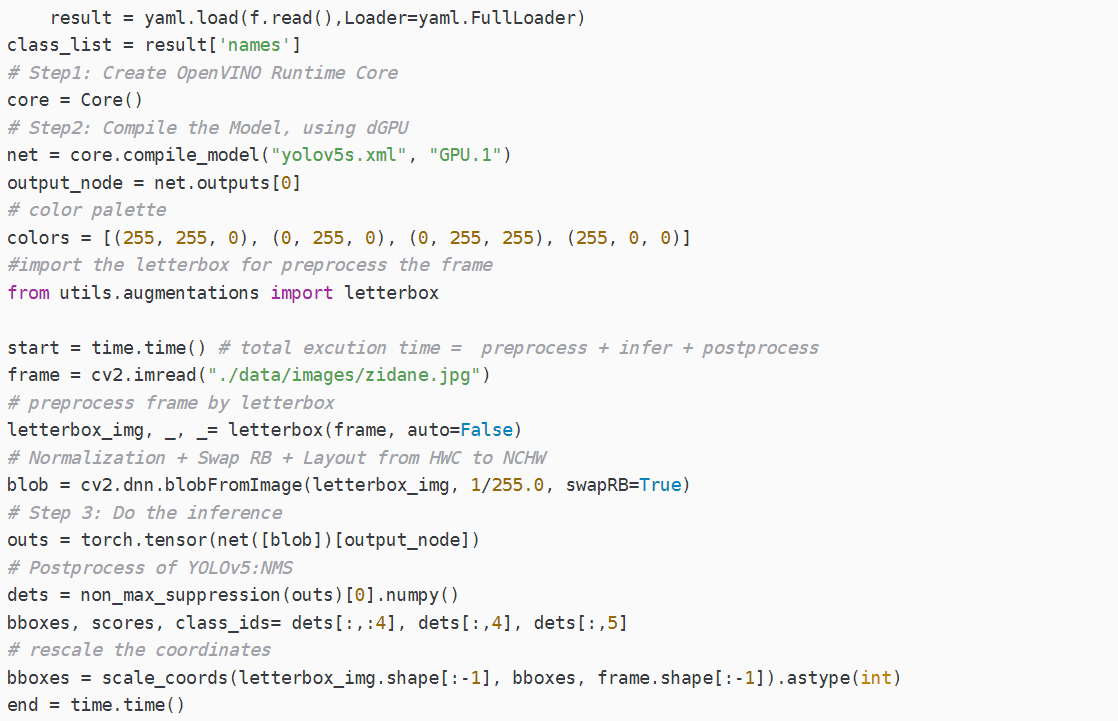 result = yaml.load(f.read(),Loader=yaml.FullLoader)
class_list = result['names']
# Step1: Create OpenVINO Runtime Core
core = Core()
# Step2: Compile the Model, using dGPU
net = core.compile_model("yolov5s.xml", "GPU.1")
output_node = net.outputs[0]
# color palette
colors = [(255, 255, 0), (0, 255, 0), (0, 255, 255), (255, 0, 0)]
#import the letterbox for preprocess the frame
from utils.augmentations import letterbox

start = time.time() # total excution time =  preprocess + infer + postprocess
frame = cv2.imread("./data/images/zidane.jpg")
# preprocess frame by letterbox
letterbox_img, _, _= letterbox(frame, auto=False)
# Normalization + Swap RB + Layout from HWC to NCHW
blob = cv2.dnn.blobFromImage(letterbox_img, 1/255.0, swapRB=True)
# Step 3: Do the inference
outs = torch.tensor(net([blob])[output_node])
# Postprocess of YOLOv5:NMS
dets = non_max_suppression(outs)[0].numpy()
bboxes, scores, class_ids= dets[:,:4], dets[:,4], dets[:,5]
# rescale the coordinates
bboxes = scale_coords(letterbox_img.shape[:-1], bboxes, frame.shape[:-1]).astype(int)
end = time.time()